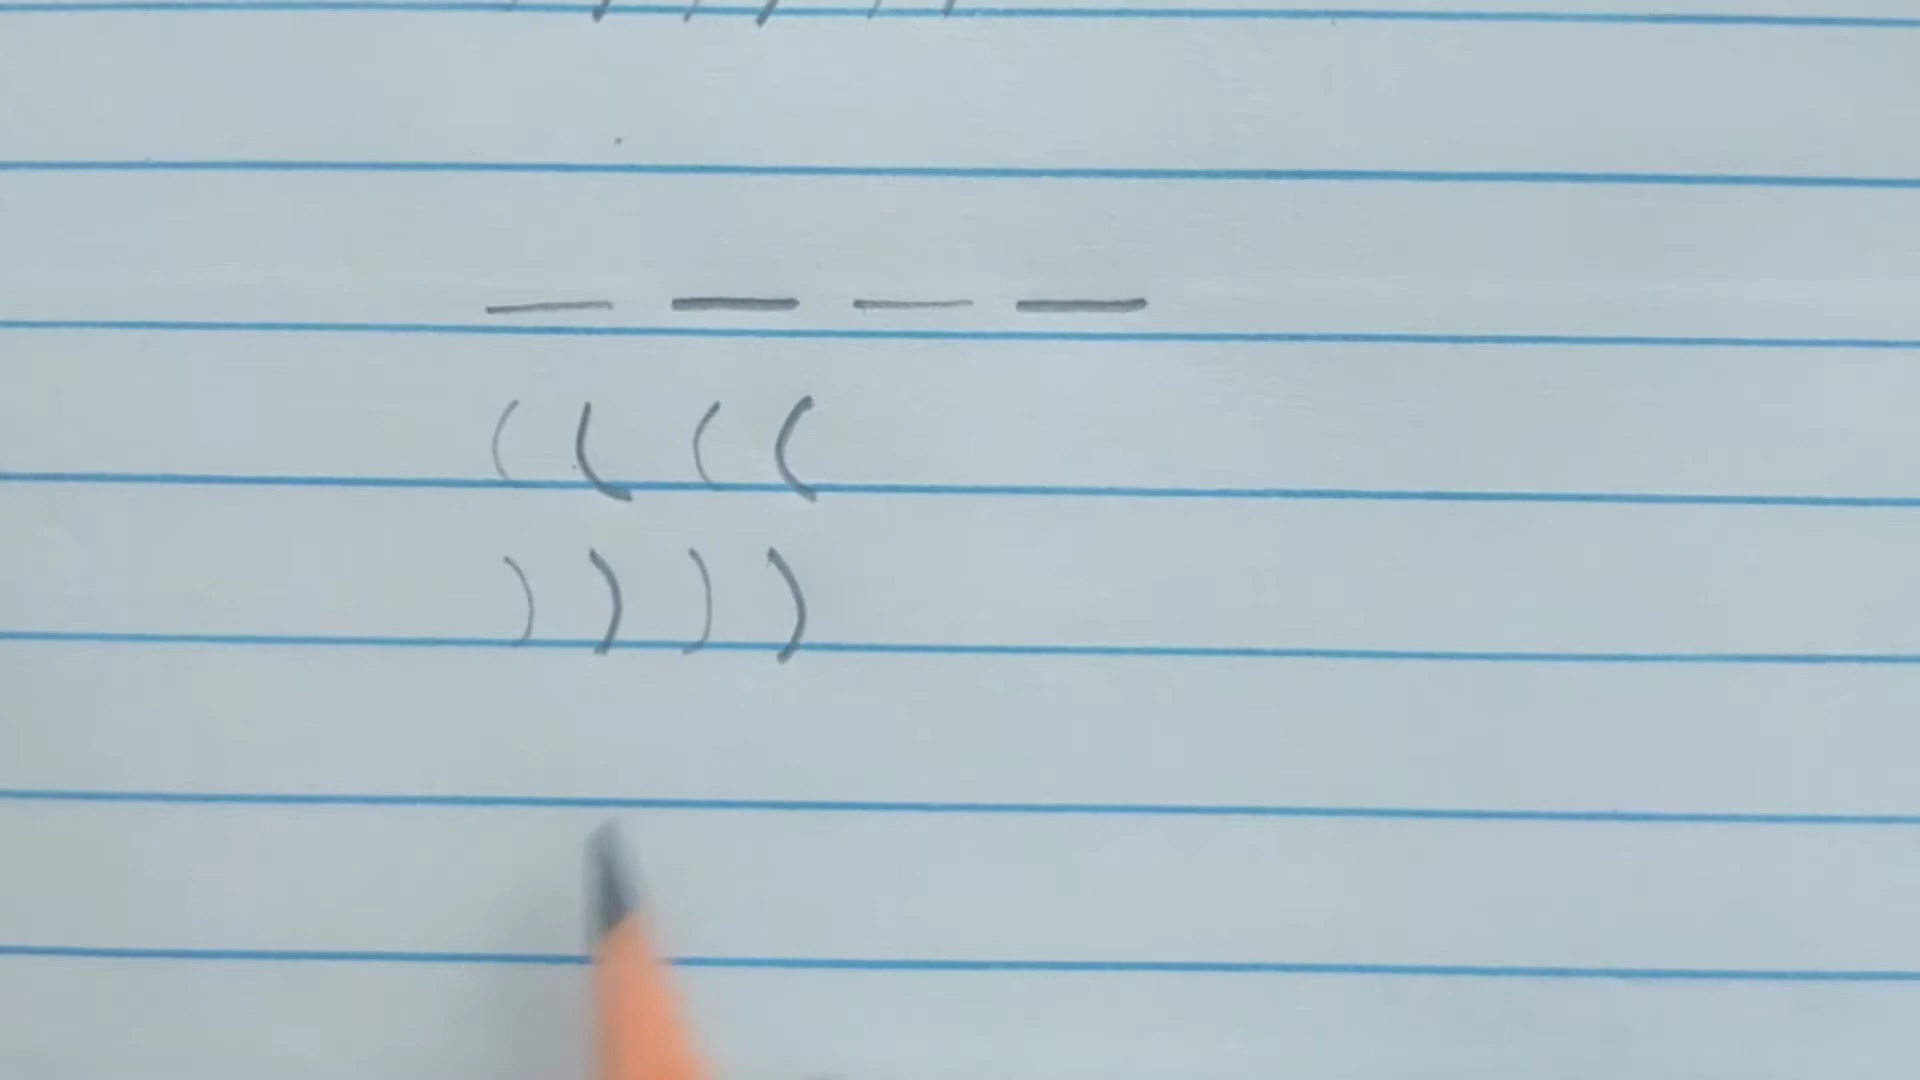 — — — —
( ( ( (
) ) ) )